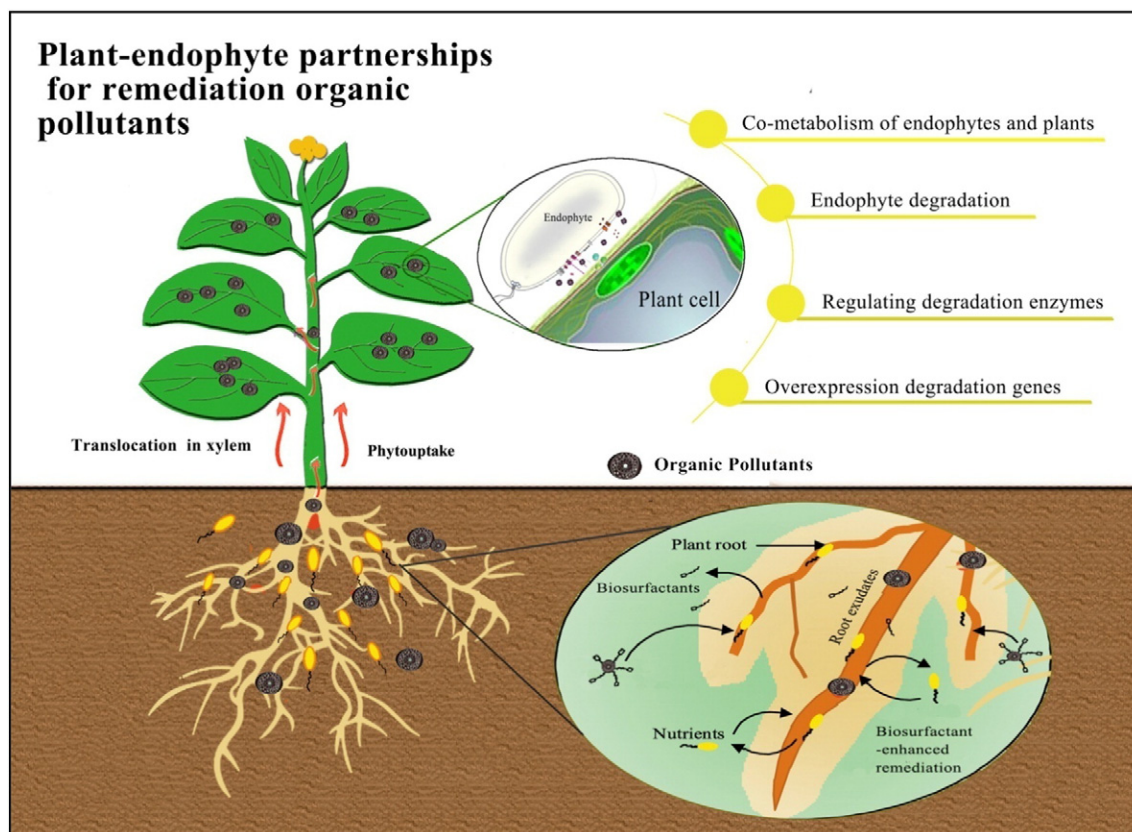 Plant-endophyte partnerships
for remediation organic
pollutants
Co-metabolism of endophytes and plants
Endophyte degradation
Regulating degradation enzymes
Overexpression degradation genes
Endophyte
Plant cell
Translocation in xylem
Phytouptake
Organic Pollutants
Plant root
Biosurfactants
Root exudates
Nutrients
Biosurfactant
-enhanced
remediation